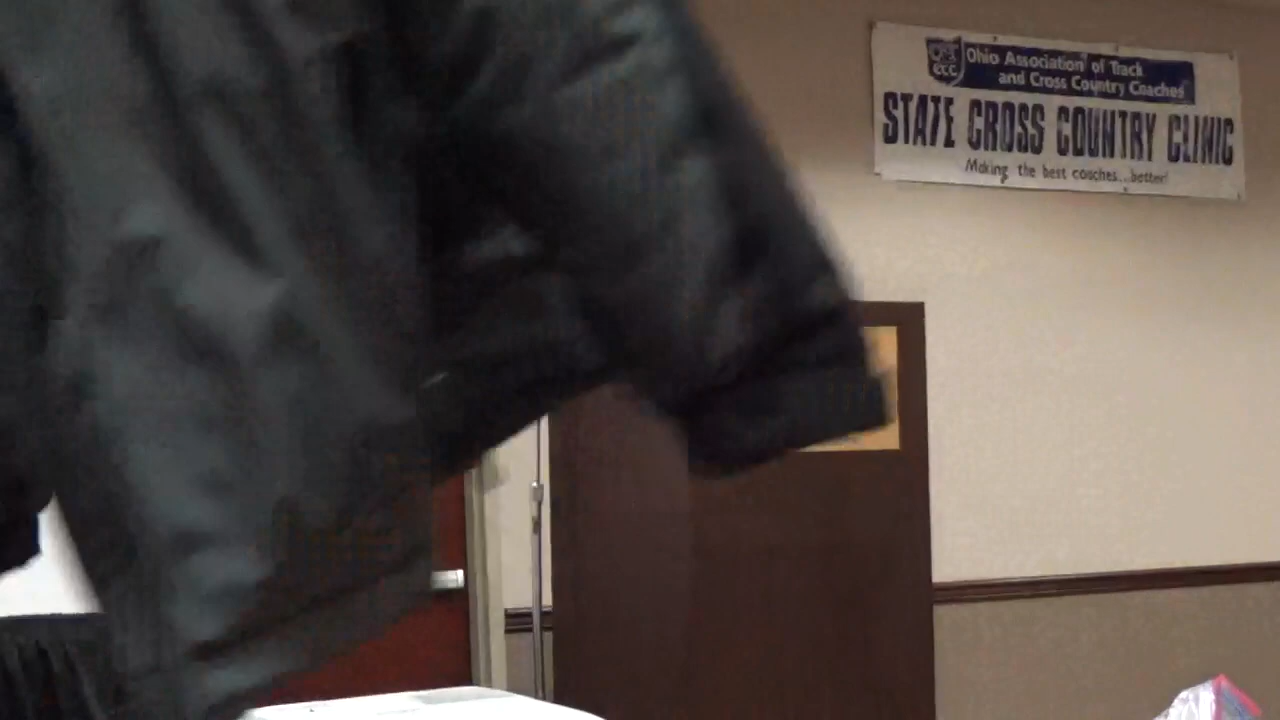 Ohio Association of Track
and Cross Country Coaches
STATE CROSS COUNTRY CLINIC
Making the best coaches...better!